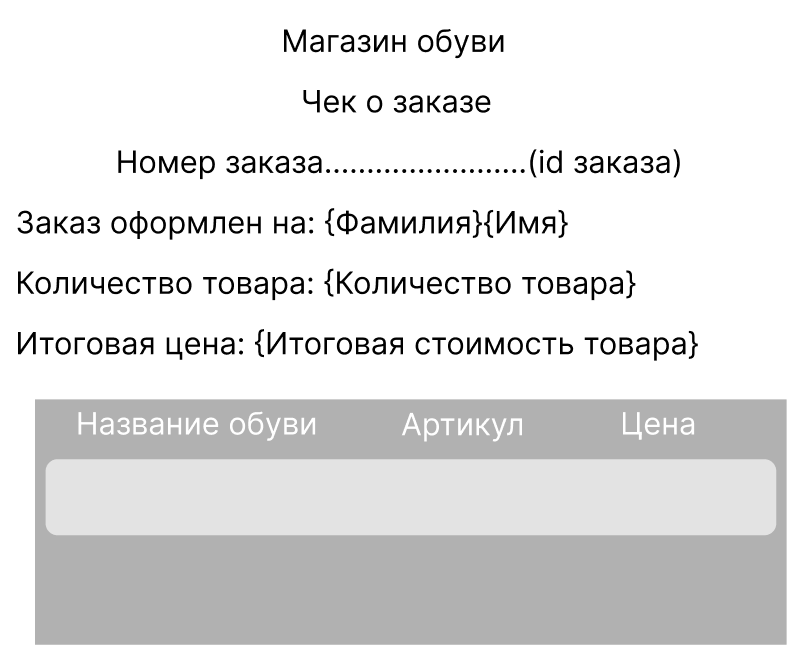 Магазин обуви
Чек о заказе
Номер заказа........................(id заказа)
Заказ оформлен на: {Фамилия}{Имя}
Количество товара: {Количество товара}
Итоговая цена: {Итоговая стоимость товара}
Название обуви Артикул Цена